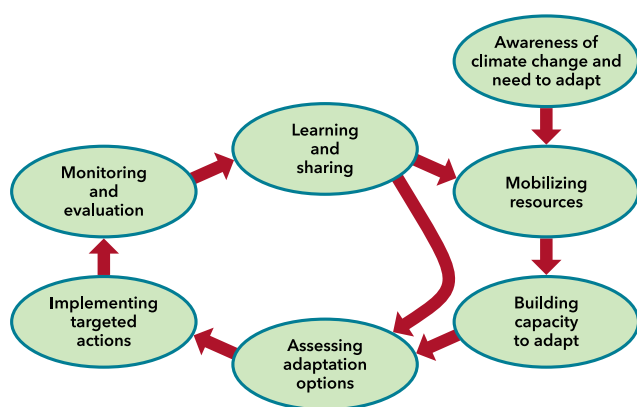 Awareness of
climate change and
need to adapt
Learning
and
sharing
Monitoring
and
evaluation
Mobilizing
resources
Implementing
targeted
actions
Building
capacity
to adapt
Assessing
adaptation
options